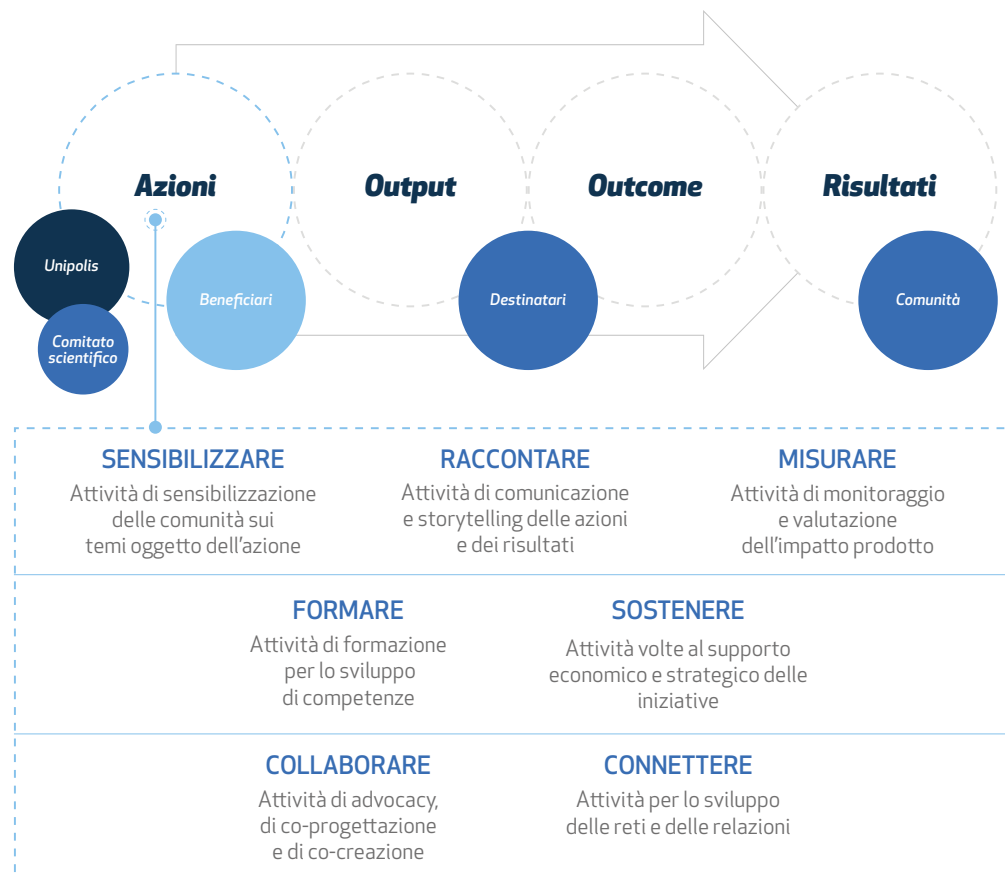 Azioni
Output
Outcome
Risultati
Unipolis
Comitato
scientifico
Beneficiari
Destinatari
Comunità
SENSIBILIZZARE
Attività di sensibilizzazione
delle comunità sui
temi oggetto dell'azione
RACCONTARE
Attività di comunicazione
e storytelling delle azioni
e dei risultati
MISURARE
Attività di monitoraggio
e valutazione
dell'impatto prodotto
FORMARE
Attività di formazione
per lo sviluppo
di competenze
SOSTENERE
Attività volte al supporto
economico e strategico delle
iniziative
COLLABORARE
Attività di advocacy,
di co-progettazione
e di co-creazione
CONNETTERE
Attività per lo sviluppo
delle reti e delle relazioni